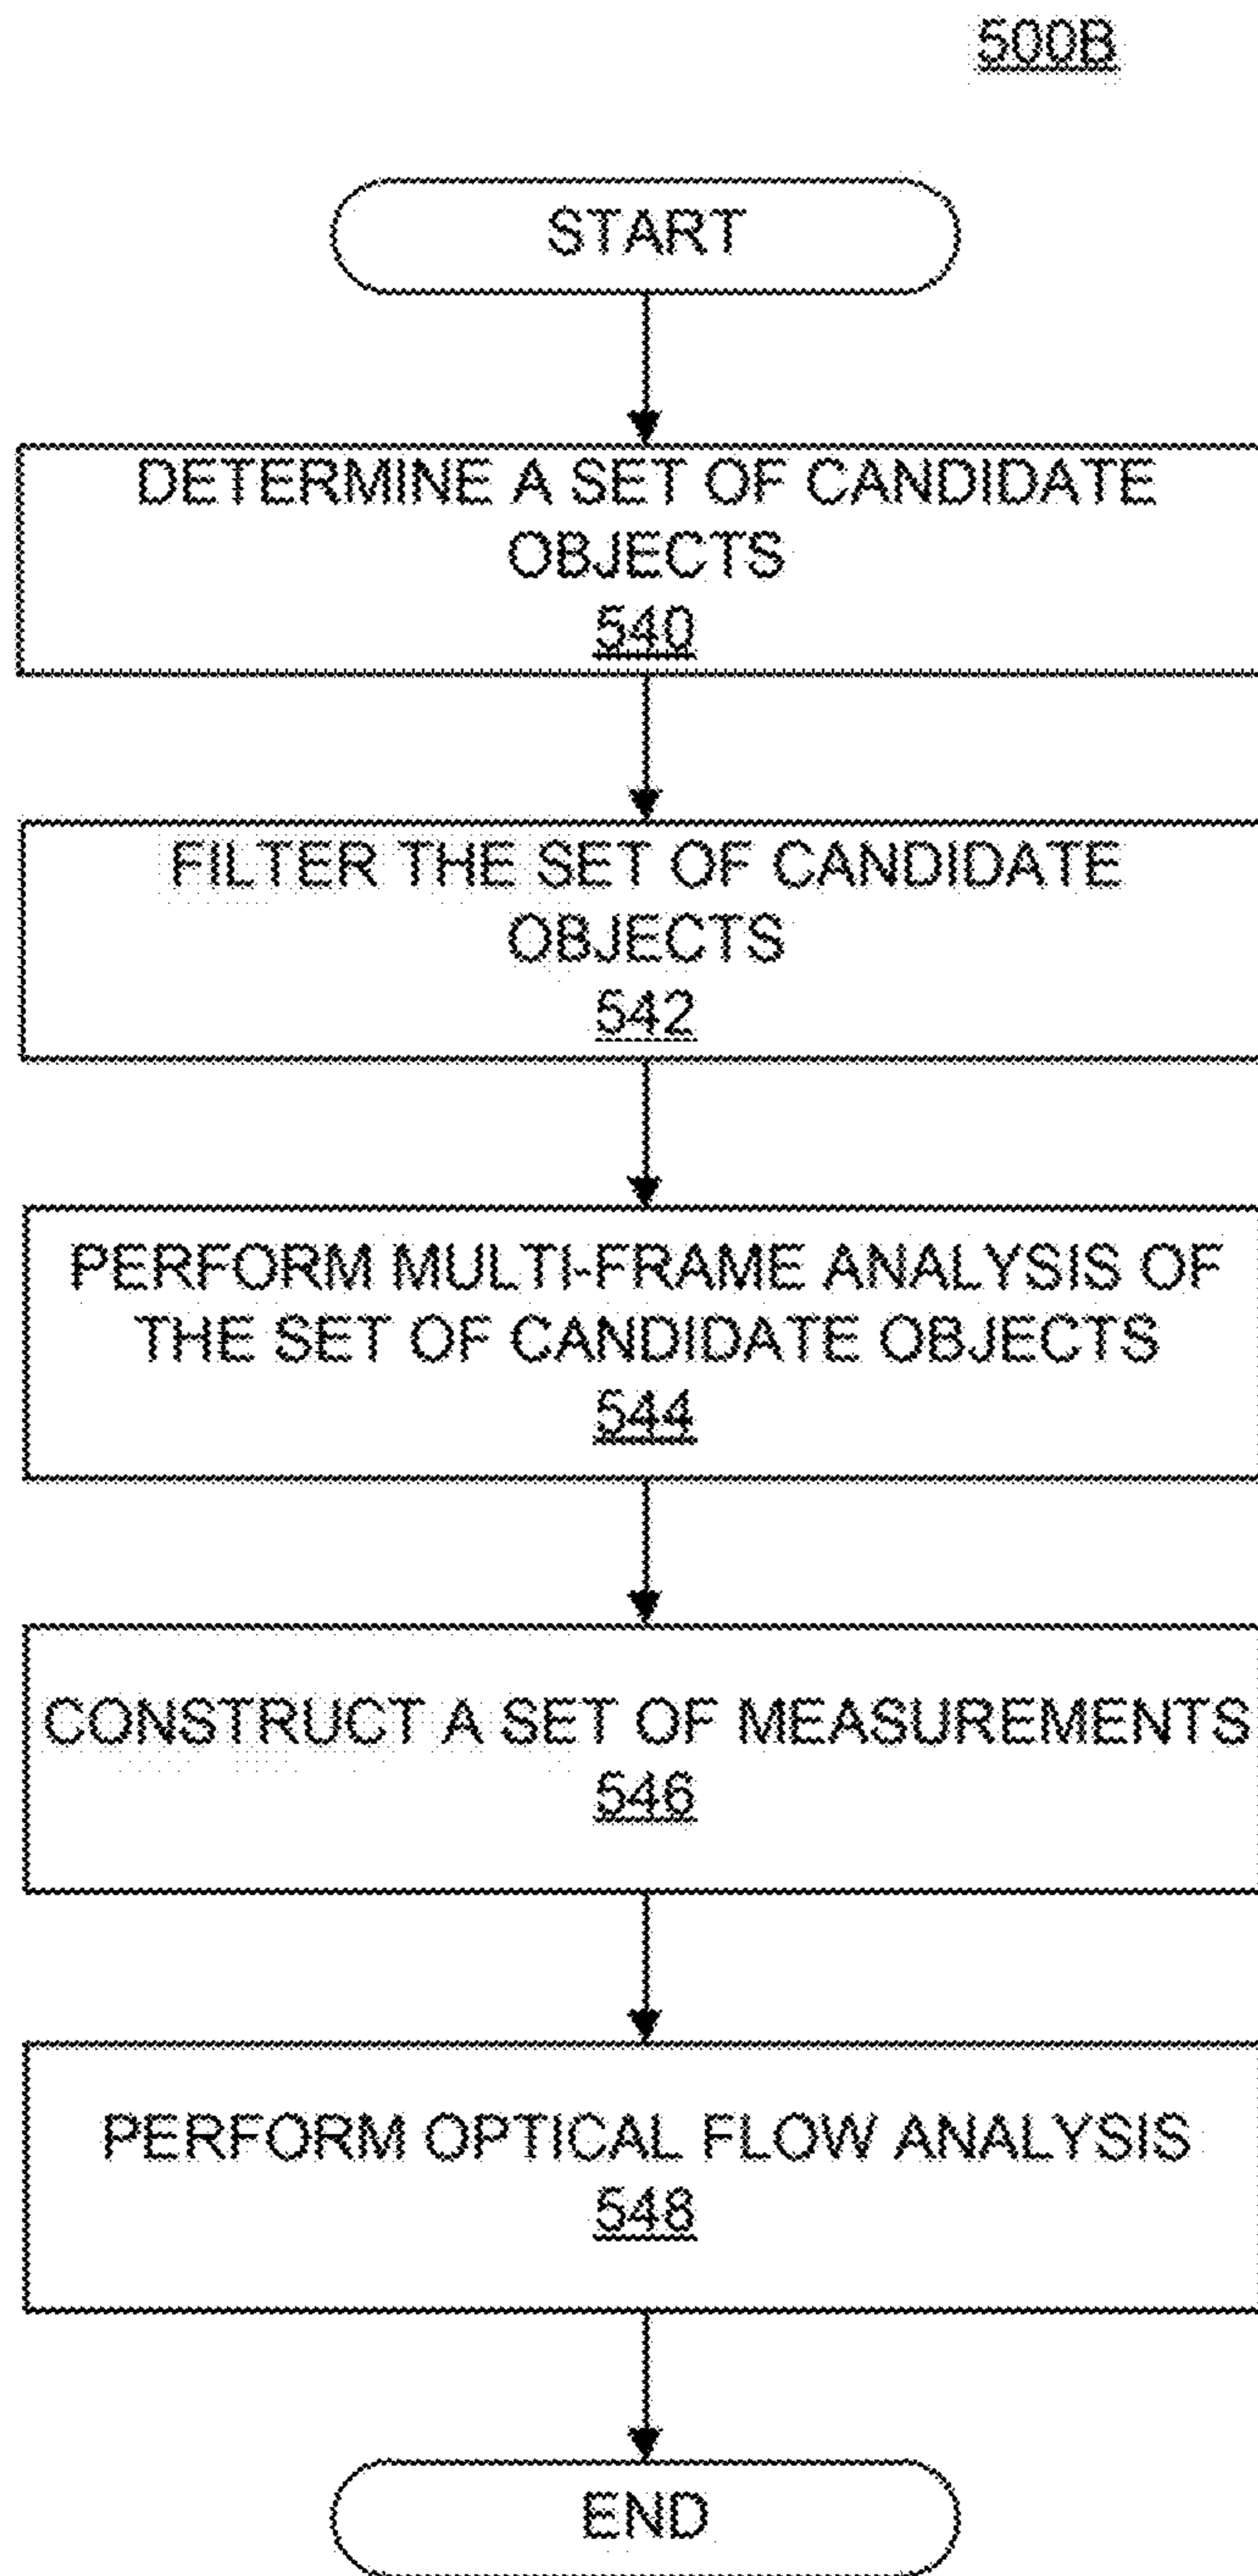 500B
START
DETERMINE A SET OF CANDIDATE
OBJECTS
540
FILTER THE SET OF CANDIDATE
OBJECTS
542
PERFORM MULTI-FRAME ANALYSIS OF
THE SET OF CANDIDATE OBJECTS
544
CONSTRUCT A SET OF MEASUREMENTS
546
PERFORM OPTICAL FLOW ANALYSIS
548
END